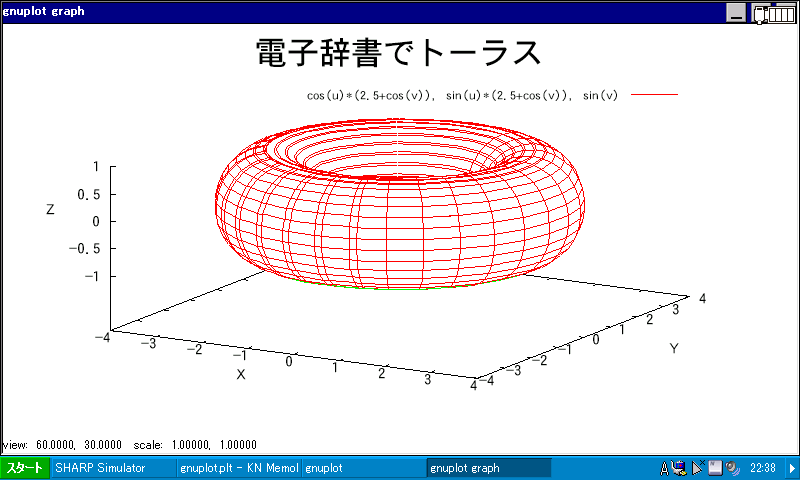 gnuplot graph
電子辞書でトーラス
cos(u)*(2.5+cos(v)), sin(u)*(2.5+cos(v)), sin(v)
1
0.5
Z
0
-0.5
-1
-4
-3
-2
-1
0
1
2
3
4
X
-4
-3
-2
-1
0
1
2
3
4
Y
view: 60.0000, 30.0000 scale: 1.00000, 1.00000
スタート SHARP Simulator gnuplot.plt - KN Memol gnuplot gnuplot graph A 22:38